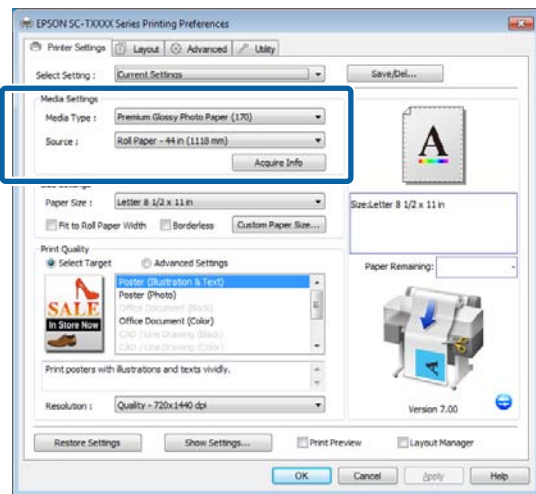 EPSON SC-TXXXX Series Printing Preferences
Printer Settings Layout Advanced Utility
Select Setting : Current Settings Save/Del...
Media Settings
Media Type : Premium Glossy Photo Paper (170)
Source : Roll Paper - 44 in (1118 mm)
Acquire Info
A
Paper Size : Letter 8 1/2 x 11 in
Size:Letter 8 1/2 x 11 in
Fit to Roll Paper Width Borderless Custom Paper Size...
Print Quality
Select Target Advanced Settings
Paper Remaining:
SALE
In Store Now
Poster (Illustration & Text)
Poster (Photo)
Office Document (Black)
Office Document (Color)
CAD / Line Drawing (Black)
CAD / Line Drawing (Color)
Print posters with illustrations and texts vividly.
Resolution : Quality - 720x1440 dpi
Version 7.00
Restore Settings Show Settings... Print Preview Layout Manager
OK Cancel Apply Help